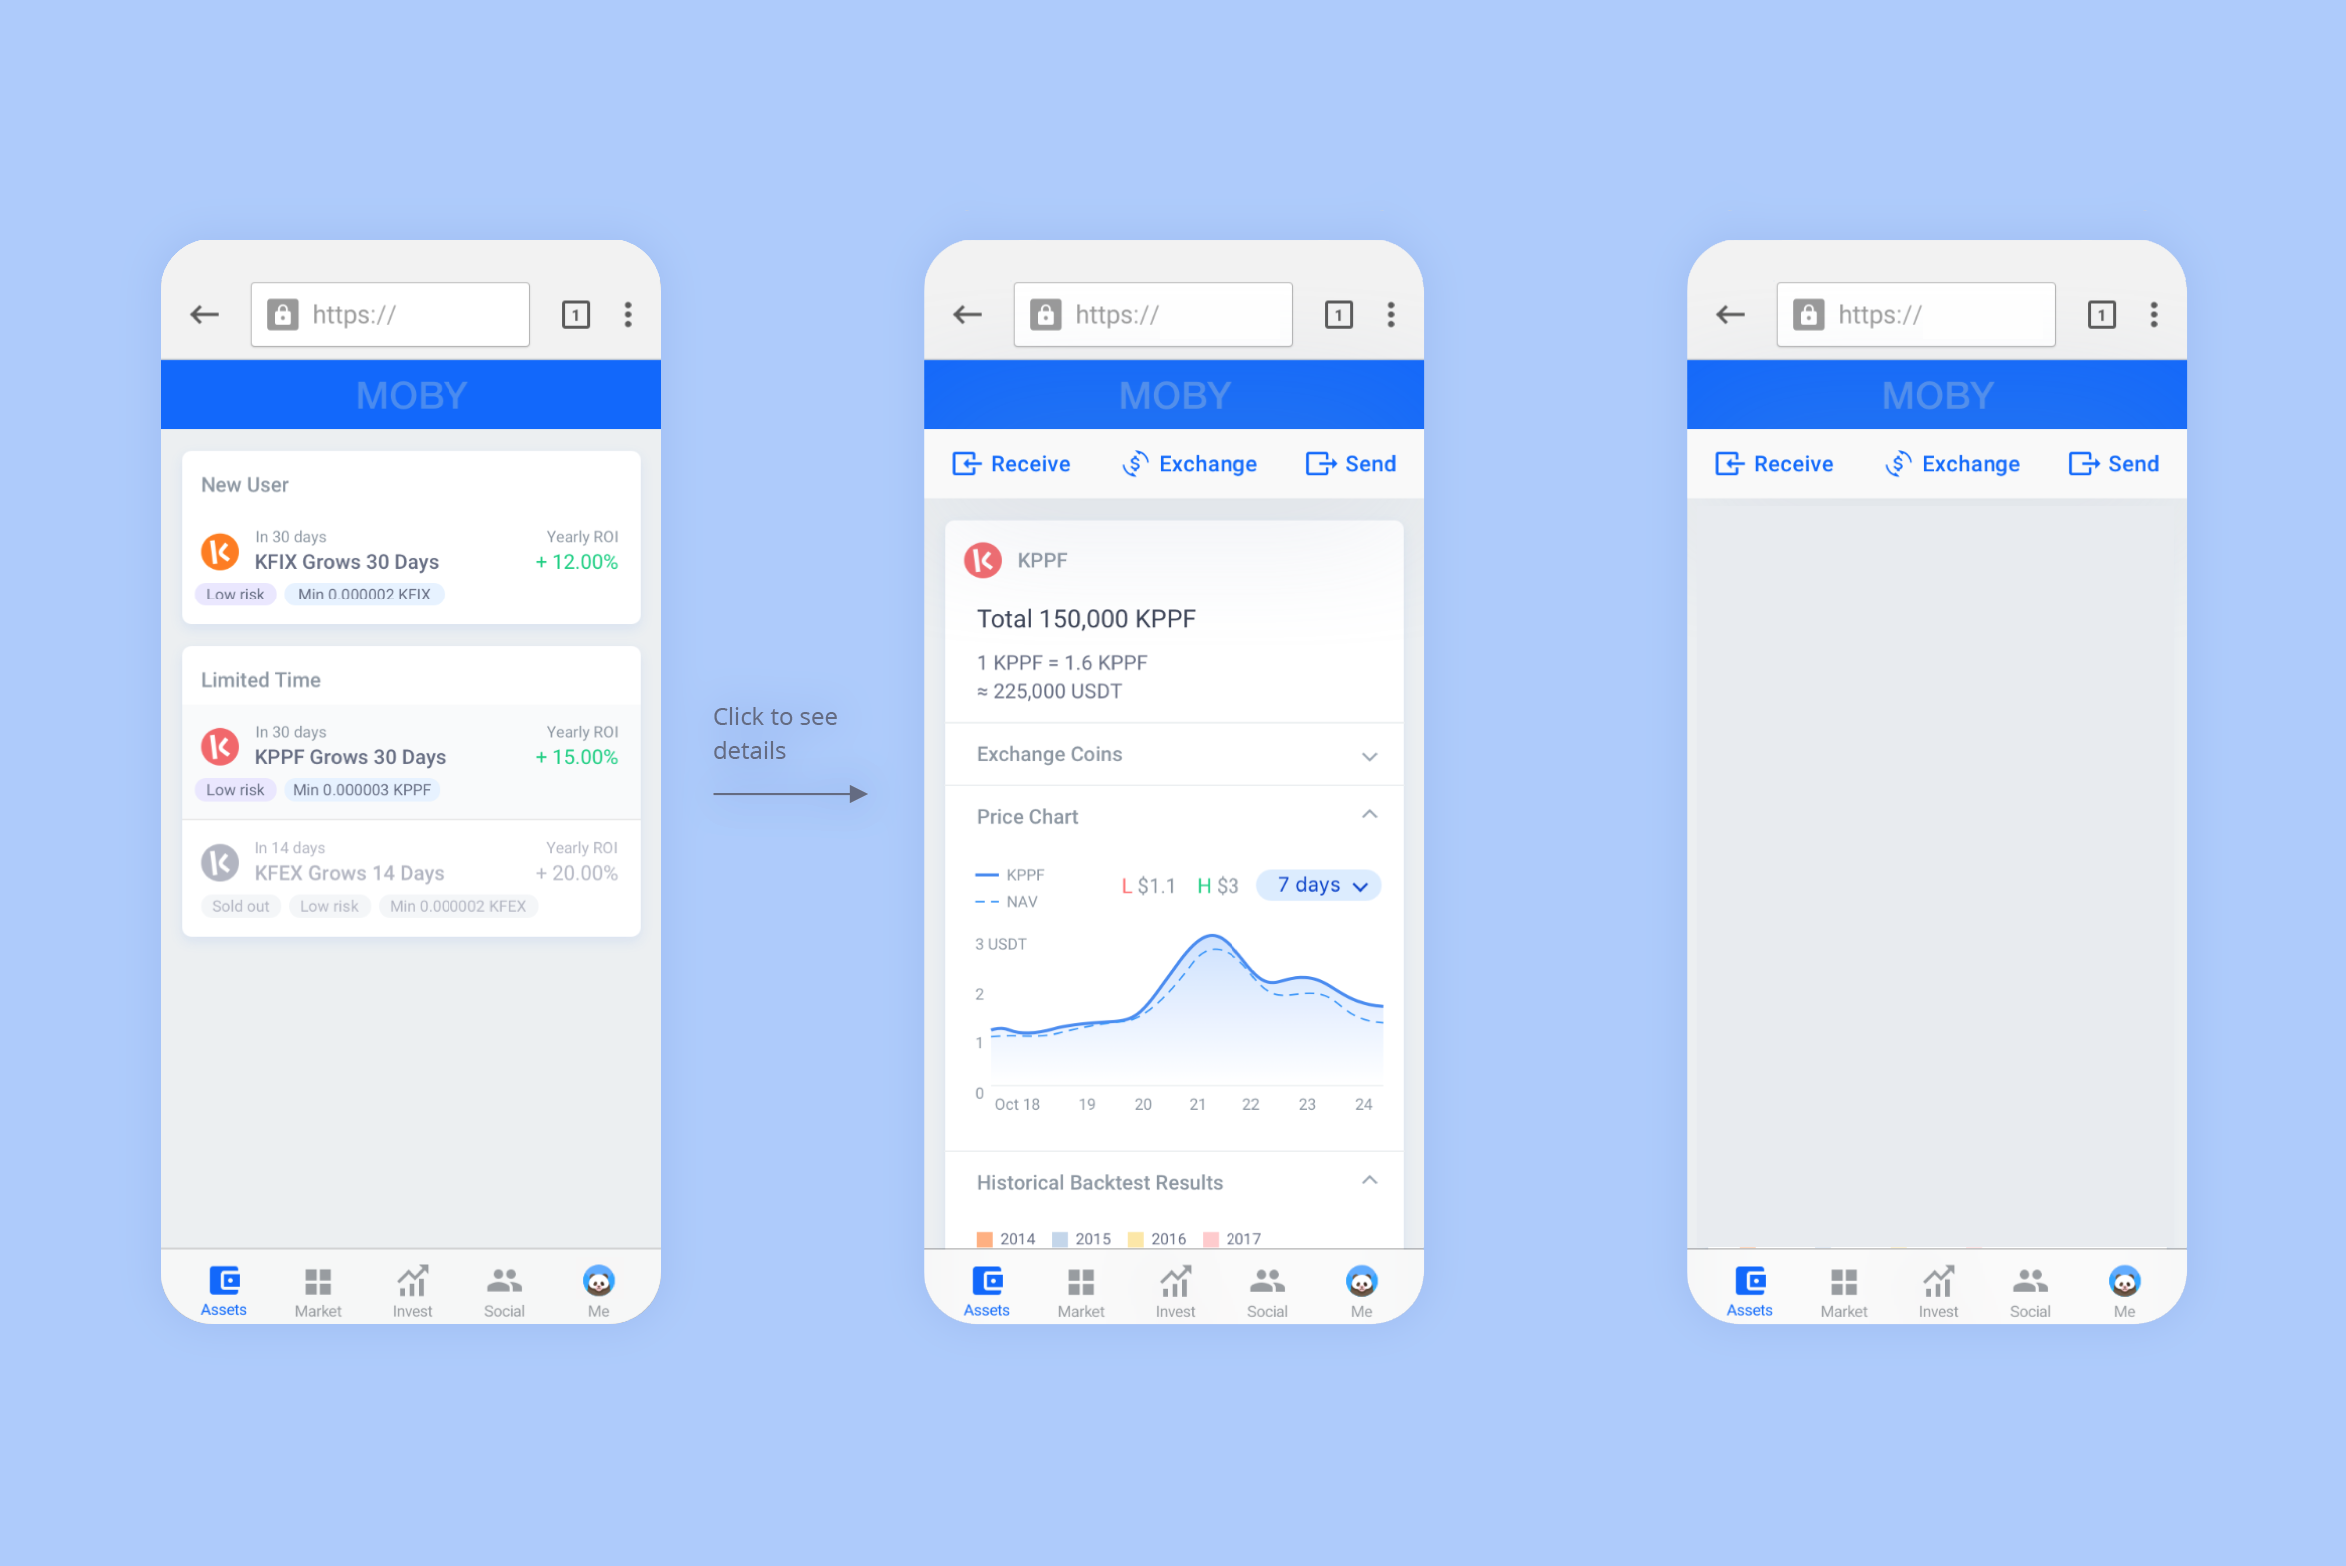 https://
1
MOBY
New User
In 30 days Yearly ROI
KFIX Grows 30 Days + 12.00%
Low risk Min 0.000002 KFIX
Limited Time
In 30 days Yearly ROI
KPPF Grows 30 Days + 15.00%
Low risk Min 0.000003 KPPF
In 14 days Yearly ROI
KFEX Grows 14 Days + 20.00%
Sold out Low risk Min 0.000002 KFEX
Assets Market Invest Social Me
Click to see
details
https://
1
MOBY
Receive Exchange Send
KPPF
Total 150,000 KPPF
1 KPPF = 1.6 KPPF
≈ 225,000 USDT
Exchange Coins
Price Chart
KPPF
NAV
L $1.1 H $3 7 days
3 USDT
2
1
0
Oct 18 19 20 21 22 23 24
Historical Backtest Results
2014 2015 2016 2017
Assets Market Invest Social Me
https://
1
MOBY
Receive Exchange Send
Assets Market Invest Social Me